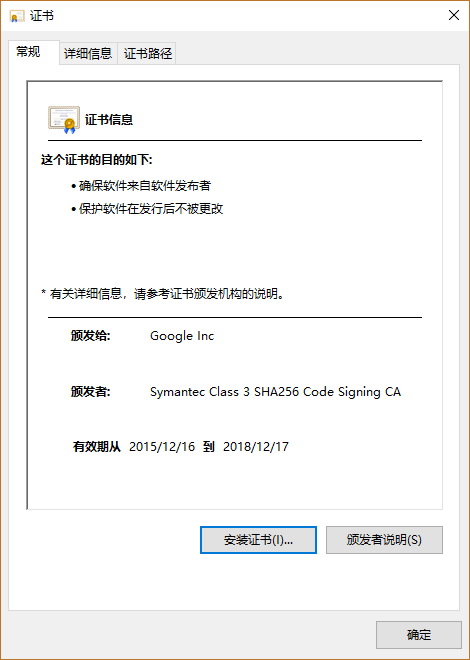 证书
常规 详细信息 证书路径
证书信息
这个证书的目的如下:
• 确保软件来自软件发布者
• 保护软件在发行后不被更改
* 有关详细信息，请参考证书颁发机构的说明。
颁发给: Google Inc
颁发者: Symantec Class 3 SHA256 Code Signing CA
有效期从 2015/12/16 到 2018/12/17
安装证书(I)... 颁发者说明(S)
确定